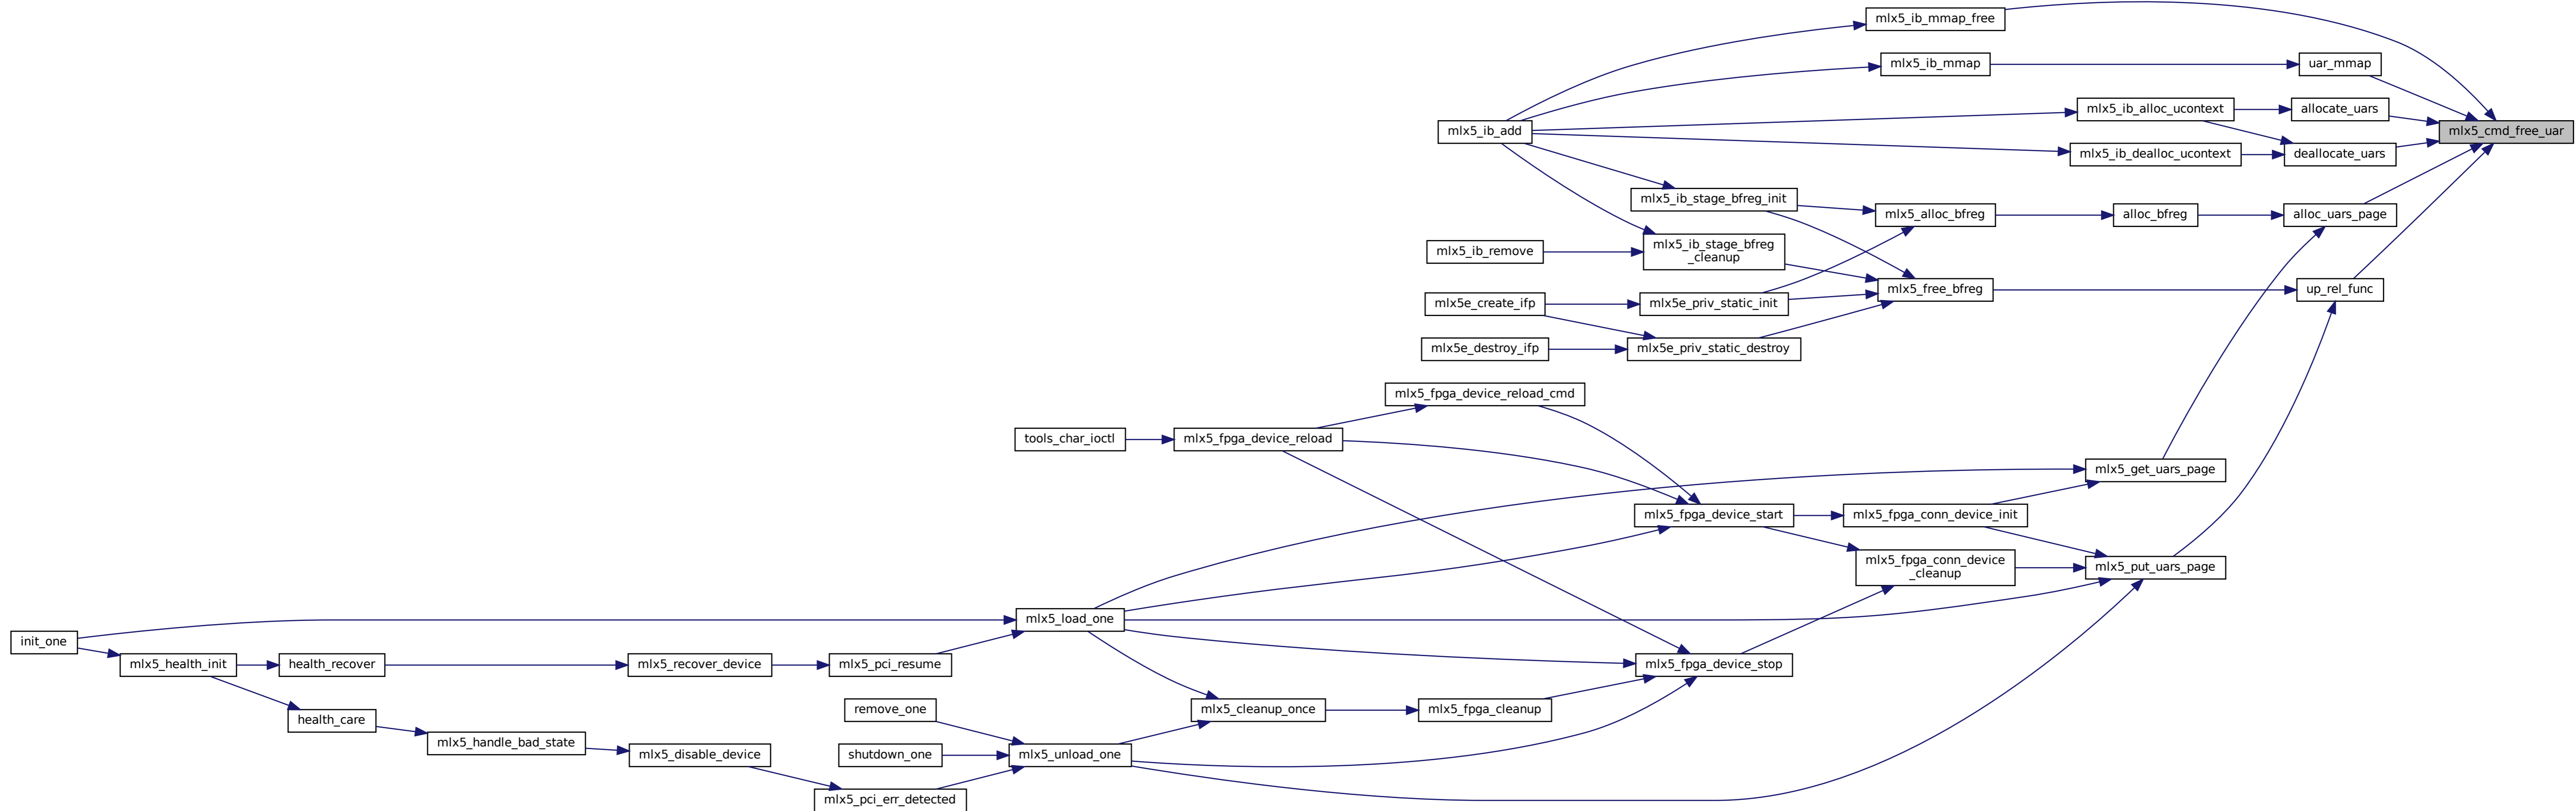 mlx5_ib_mmap_free
mlx5_ib_mmap
uar_mmap
mlx5_ib_alloc_ucontext
allocate_uars
mlx5_ib_add
mlx5_cmd_free_uar
mlx5_ib_dealloc_ucontext
deallocate_uars
mlx5_ib_stage_bfreg_init
mlx5_alloc_bfreg
alloc_bfreg
alloc_uars_page
mlx5_ib_remove
mlx5_ib_stage_bfreg
_cleanup
mlx5_free_bfreg
up_rel_func
mlx5e_create_ifp
mlx5e_priv_static_init
mlx5e_destroy_ifp
mlx5e_priv_static_destroy
mlx5_fpga_device_reload_cmd
tools_char_ioctl
mlx5_fpga_device_reload
mlx5_get_uars_page
mlx5_fpga_device_start
mlx5_fpga_conn_device_init
mlx5_fpga_conn_device
_cleanup
mlx5_put_uars_page
mlx5_load_one
init_one
mlx5_health_init
health_recover
mlx5_recover_device
mlx5_pci_resume
mlx5_fpga_device_stop
remove_one
mlx5_cleanup_once
mlx5_fpga_cleanup
health_care
mlx5_handle_bad_state
mlx5_disable_device
shutdown_one
mlx5_unload_one
mlx5_pci_err_detected